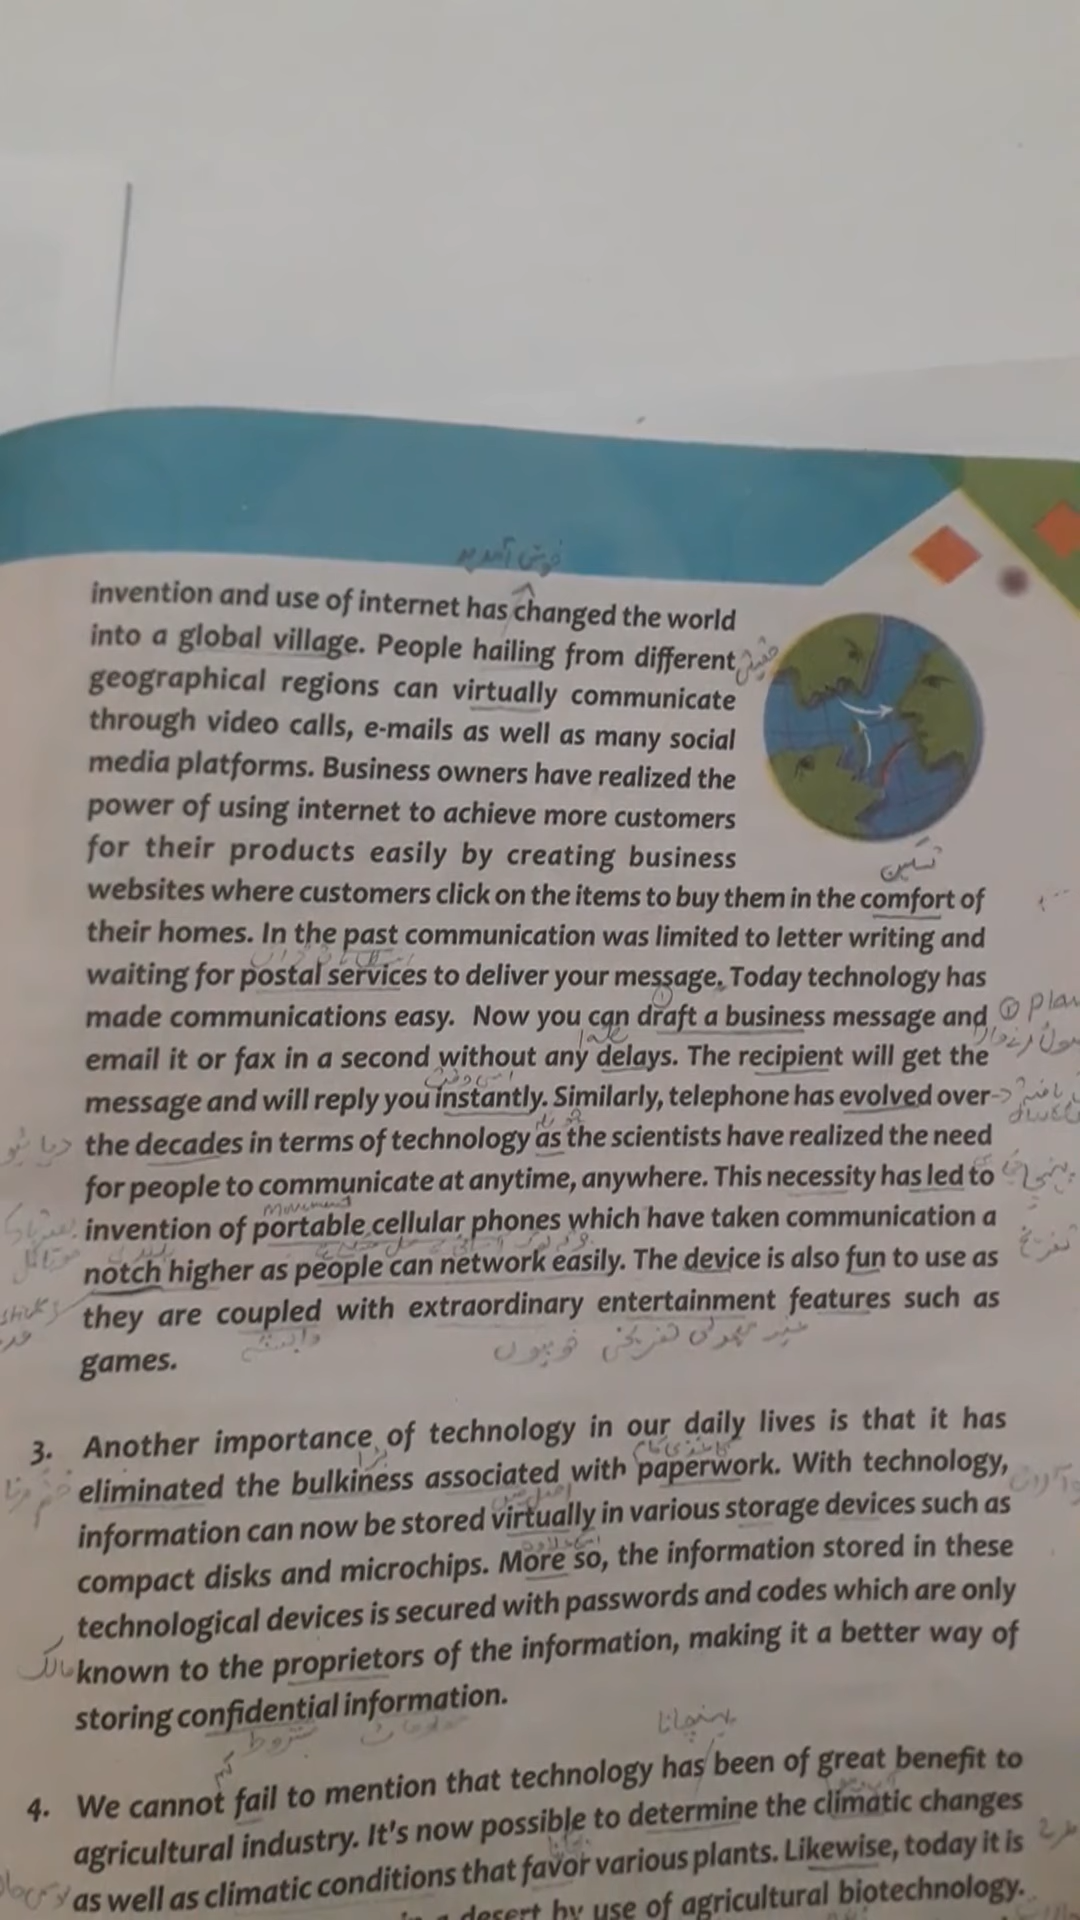 invention and use of internet has changed the world
into a global village. People hailing from different
geographical regions can virtually communicate
through video calls, e-mails as well as many social
media platforms. Business owners have realized the
power of using internet to achieve more customers
for their products easily by creating business
websites where customers click on the items to buy them in the comfort of
their homes. In the past communication was limited to letter writing and
waiting for postal services to deliver your message. Today technology has
made communications easy. Now you can draft a business message and
email it or fax in a second without any delays. The recipient will get the
message and will reply you instantly. Similarly, telephone has evolved over
the decades in terms of technology as the scientists have realized the need
for people to communicate at anytime, anywhere. This necessity has led to
Movement
invention of portable cellular phones which have taken communication a
notch higher as people can network easily. The device is also fun to use as
they are coupled with extraordinary entertainment features such as
غیر معمولی تفریحی خوبیوں
games.
3. Another importance of technology in our daily lives is that it has
eliminated the bulkiness associated with paperwork. With technology,
information can now be stored virtually in various storage devices such as
compact disks and microchips. More so, the information stored in these
technological devices is secured with passwords and codes which are only
known to the proprietors of the information, making it a better way of
storing confidential information.
4. We cannot fail to mention that technology has been of great benefit to
agricultural industry. It's now possible to determine the climatic changes
as well as climatic conditions that favor various plants. Likewise, today it is
desert by use of agricultural biotechnology.